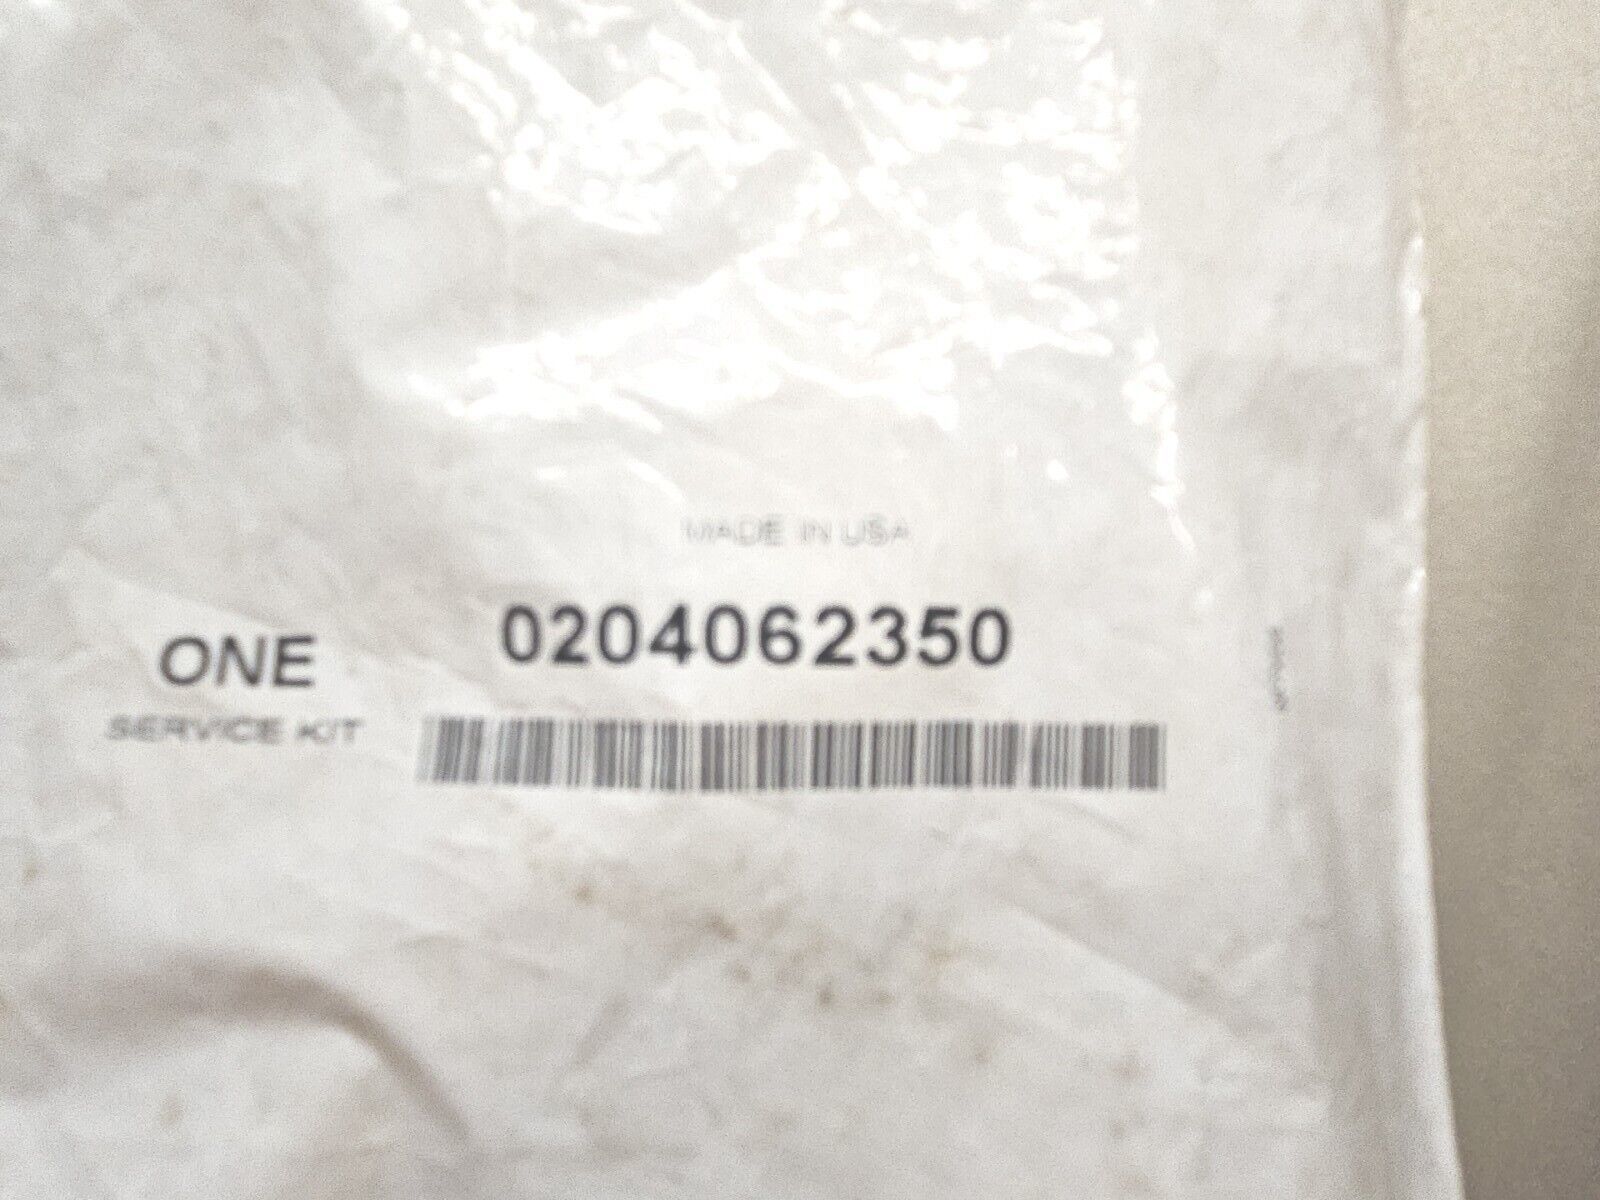 MADE IN USA
0204062350
ONE
SERVICE KIT